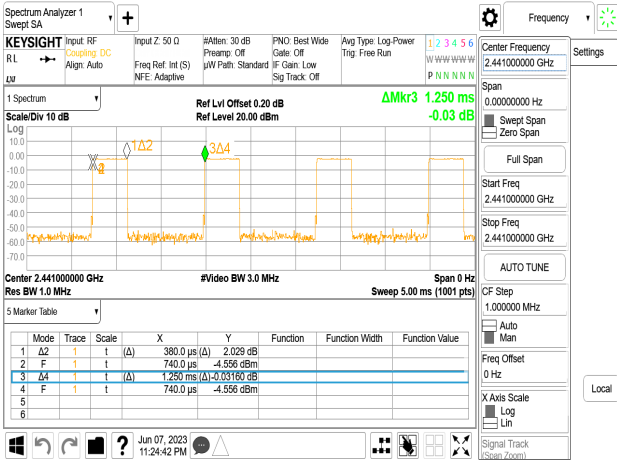 Spectrum Analyzer 1
Swept SA
Frequency
Settings
KEYSIGHT
RL
LXI
Input: RF
Coupling: DC
Align: Auto
Input Z: 50 Ω
Freq Ref: Int (S)
NFE: Adaptive
#Atten: 30 dB
Preamp: Off
µW Path: Standard
PNO: Best Wide
Gate: Off
IF Gain: Low
Sig Track: Off
Avg Type: Log-Power
Trig: Free Run
1 2 3 4 5 6
W W W W W W
P N N N N N
1 Spectrum
Scale/Div 10 dB
Ref Lvl Offset 0.20 dB
Ref Level 20.00 dBm
ΔMkr3 1.250 ms
-0.03 dB
Log
10.0
0.00
-10.0
-20.0
-30.0
-40.0
-50.0
-60.0
-70.0
1Δ2
3Δ4
Center 2.441000000 GHz
#Video BW 3.0 MHz
Span 0 Hz
Res BW 1.0 MHz
Sweep 5.00 ms (1001 pts)
5 Marker Table
Mode Trace Scale X Y Function Function Width Function Value
1 Δ2 1 t (Δ) 380.0 µs (Δ) 2.029 dB
2 F 1 t 740.0 µs -4.556 dBm
3 Δ4 1 t (Δ) 1.250 ms (Δ) -0.03160 dB
4 F 1 t 740.0 µs -4.556 dBm
5
6
Jun 07, 2023
11:24:42 PM
Center Frequency
2.441000000 GHz
Span
0.00000000 Hz
Swept Span
Zero Span
Full Span
Start Freq
2.441000000 GHz
Stop Freq
2.441000000 GHz
AUTO TUNE
CF Step
1.000000 MHz
Auto
Man
Freq Offset
0 Hz
X Axis Scale
Log
Lin
Signal Track
(Span Zoom)
Local